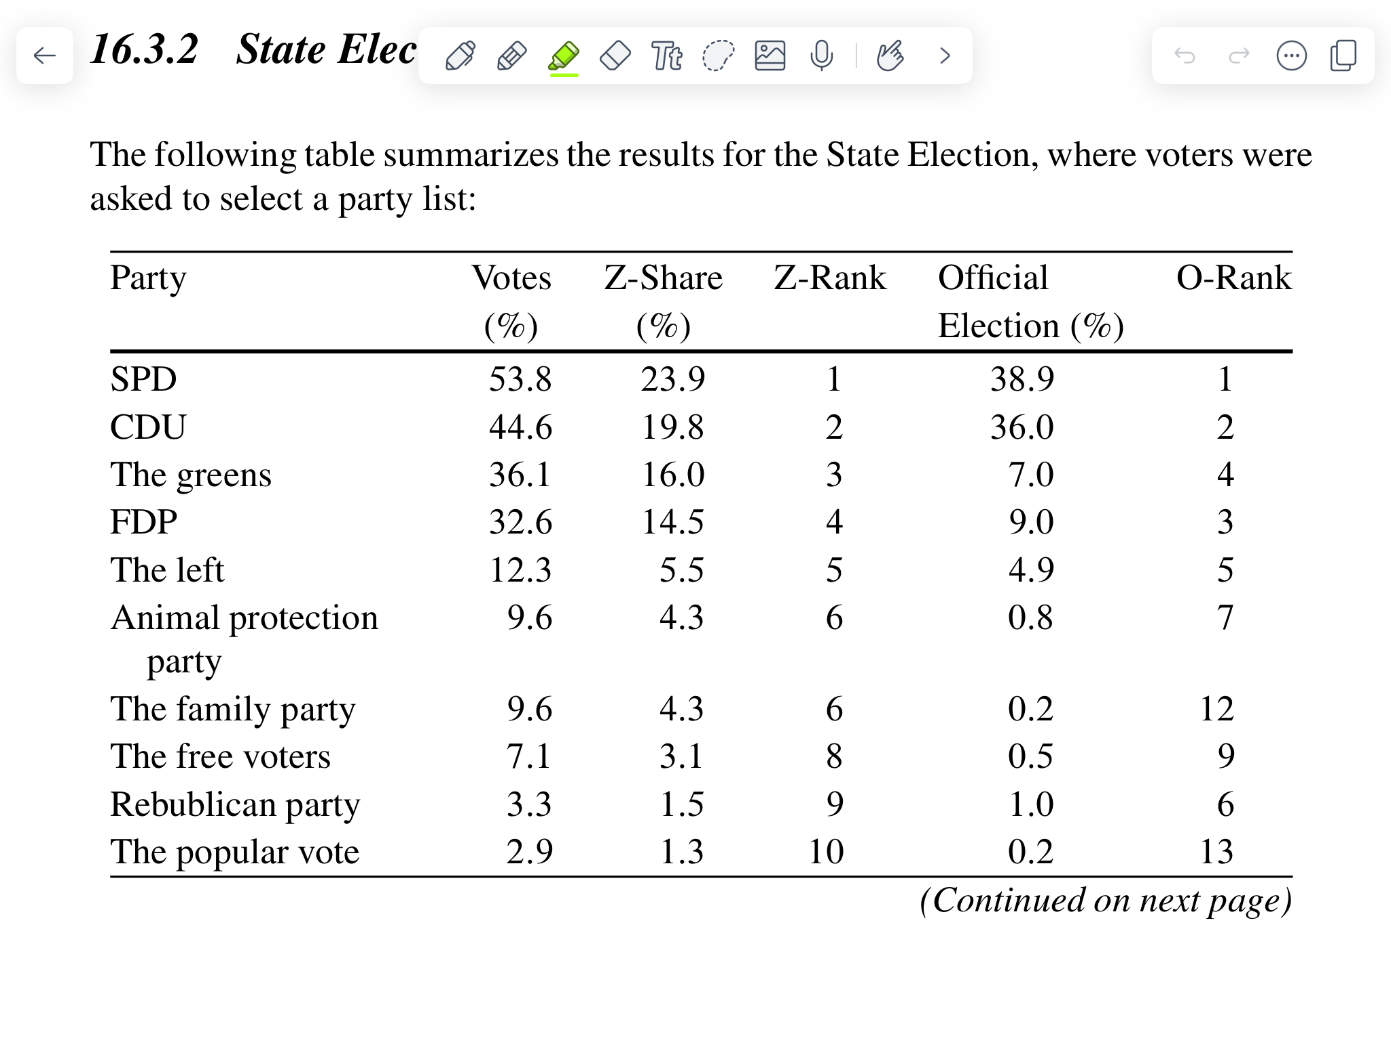 16.3.2 State Elec
Tt
The following table summarizes the results for the State Election, where voters were
asked to select a party list:
Party Votes Z-Share Z-Rank Official O-Rank
(%) (%) Election (%)
SPD 53.8 23.9 1 38.9 1
CDU 44.6 19.8 2 36.0 2
The greens 36.1 16.0 3 7.0 4
FDP 32.6 14.5 4 9.0 3
The left 12.3 5.5 5 4.9 5
Animal protection 9.6 4.3 6 0.8 7
party
The family party 9.6 4.3 6 0.2 12
The free voters 7.1 3.1 8 0.5 9
Rebublican party 3.3 1.5 9 1.0 6
The popular vote 2.9 1.3 10 0.2 13
(Continued on next page)